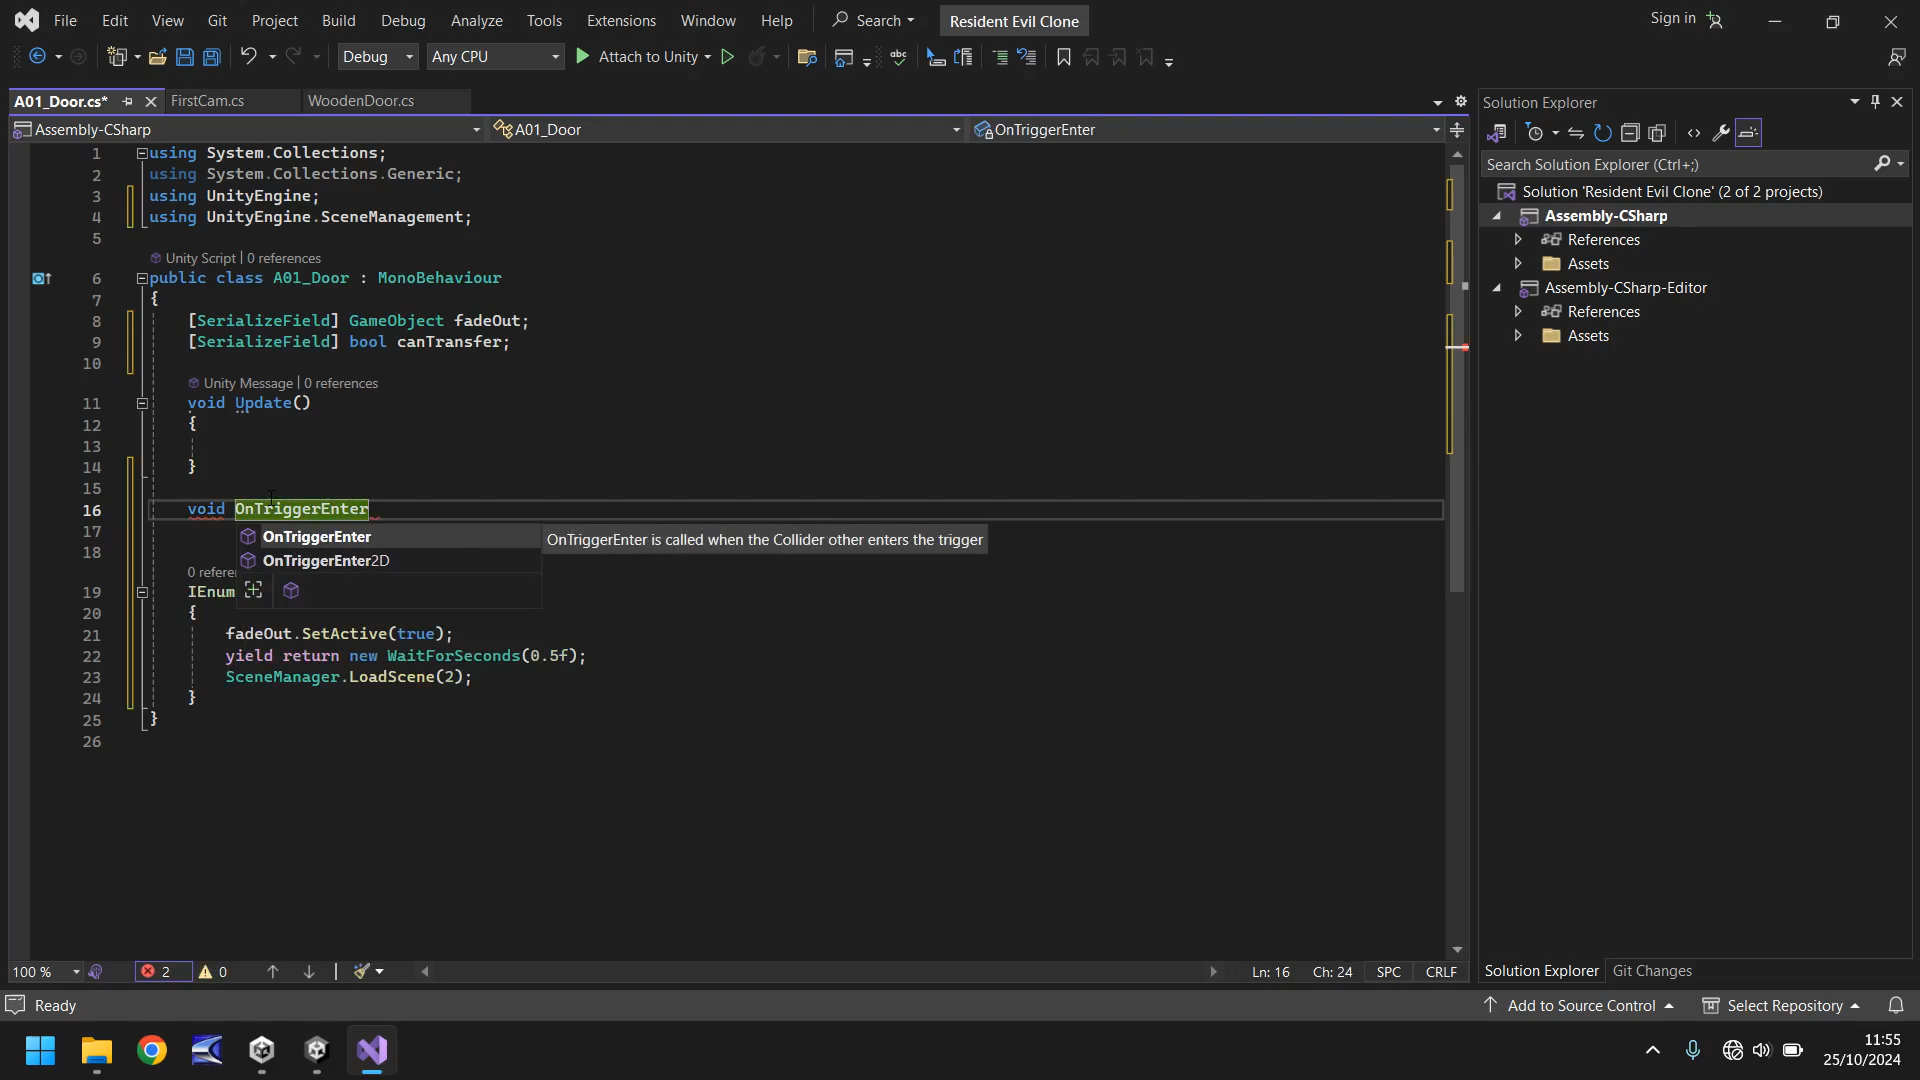 File Edit View Git Project Build Debug Analyze Tools Extensions Window Help Search Resident Evil Clone Sign in
Debug Any CPU Attach to Unity
A01_Door.cs* FirstCam.cs WoodenDoor.cs
Assembly-CSharp A01_Door OnTriggerEnter
1 using System.Collections;
2 using System.Collections.Generic;
3 using UnityEngine;
4 using UnityEngine.SceneManagement;
5
Unity Script | 0 references
6 public class A01_Door : MonoBehaviour
7 {
8 [SerializeField] GameObject fadeOut;
9 [SerializeField] bool canTransfer;
10
Unity Message | 0 references
11 void Update()
12 {
13
14 }
15
16 void OnTriggerEnter
17 OnTriggerEnter OnTriggerEnter is called when the Collider other enters the trigger
18 OnTriggerEnter2D
0 refere
19 IEnum
20 {
21 fadeOut.SetActive(true);
22 yield return new WaitForSeconds(0.5f);
23 SceneManager.LoadScene(2);
24 }
25 }
26
100 % 2 0 Ln: 16 Ch: 24 SPC CRLF
Solution Explorer
Search Solution Explorer (Ctrl+;)
Solution 'Resident Evil Clone' (2 of 2 projects)
Assembly-CSharp
References
Assets
Assembly-CSharp-Editor
References
Assets
Solution Explorer Git Changes
Ready Add to Source Control Select Repository
11:55
25/10/2024